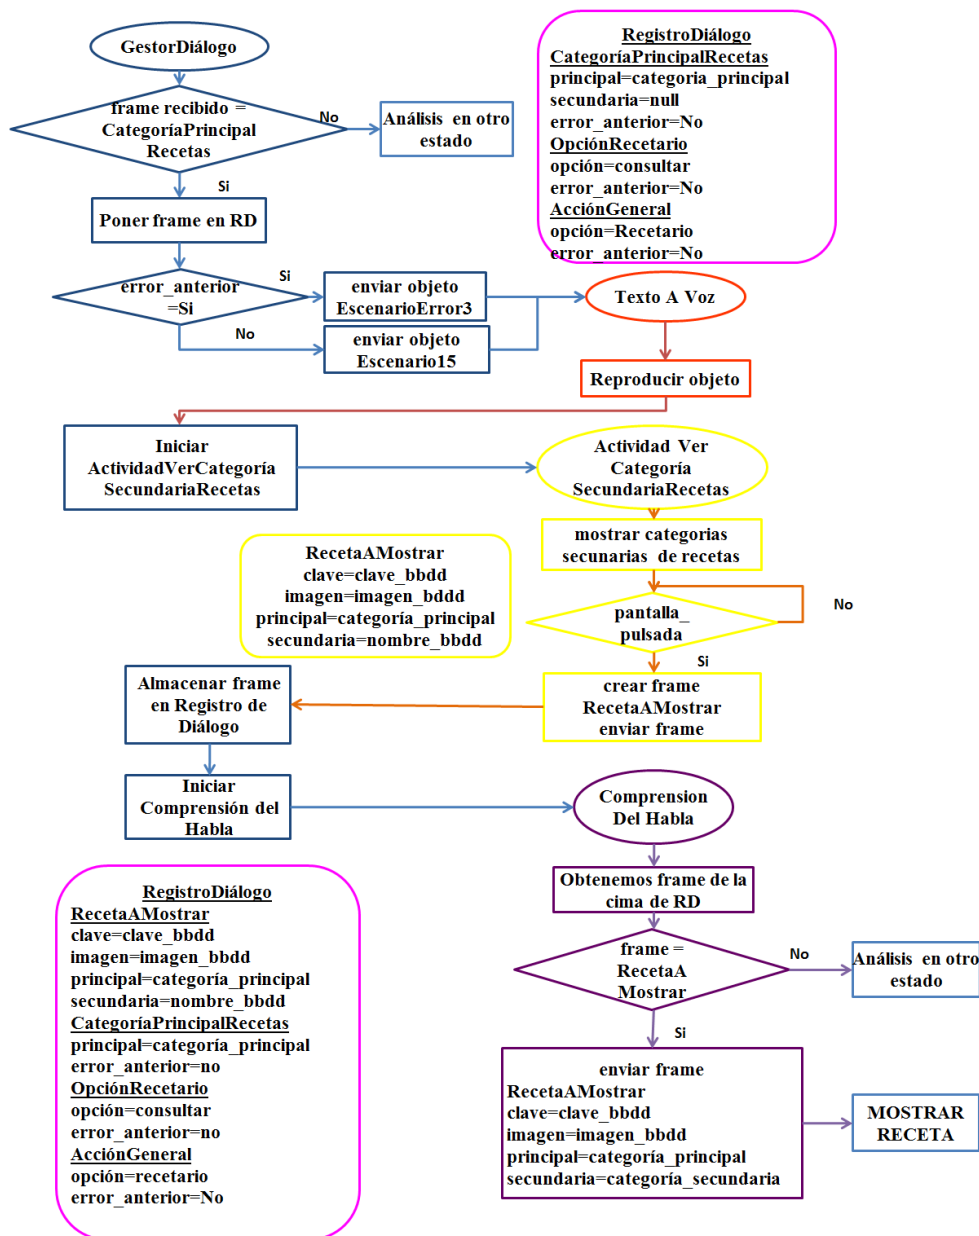 GestorDiálogo
frame recibido =
CategoríaPrincipal
Recetas
No
Análisis en otro
estado
Si
Poner frame en RD
error_anterior
=Si
Si
No
enviar objeto
EscenarioError3
enviar objeto
Escenario15
RegistroDiálogo
CategoríaPrincipalRecetas
principal=categoria_principal
secundaria=null
error_anterior=No
OpciónRecetario
opción=consultar
error_anterior=No
AcciónGeneral
opción=Recetario
error_anterior=No
Texto A Voz
Reproducir objeto
Iniciar
ActividadVerCategoría
SecundariaRecetas
Actividad Ver
Categoría
SecundariaRecetas
mostrar categorias
secunarias de recetas
RecetaAMostrar
clave=clave_bbdd
imagen=imagen_bddd
principal=categoría_principal
secundaria=nombre_bbdd
pantalla_
pulsada
No
Si
crear frame
RecetaAMostrar
enviar frame
Almacenar frame
en Registro de
Diálogo
Iniciar
Comprensión del
Habla
Comprension
Del Habla
Obtenemos frame de la
cima de RD
frame =
RecetaA
Mostrar
No
Análisis en otro
estado
Si
enviar frame
RecetaAMostrar
clave=clave_bbdd
imagen=imagen_bbdd
principal=categoría_principal
secundaria=categoría_secundaria
MOSTRAR
RECETA
RegistroDiálogo
RecetaAMostrar
clave=clave_bbdd
imagen=imagen_bbdd
principal=categoría_principal
secundaria=nombre_bbdd
CategoríaPrincipalRecetas
principal=categoría_principal
error_anterior=no
OpciónRecetario
opción=consultar
error_anterior=no
AcciónGeneral
opción=recetario
error_anterior=No